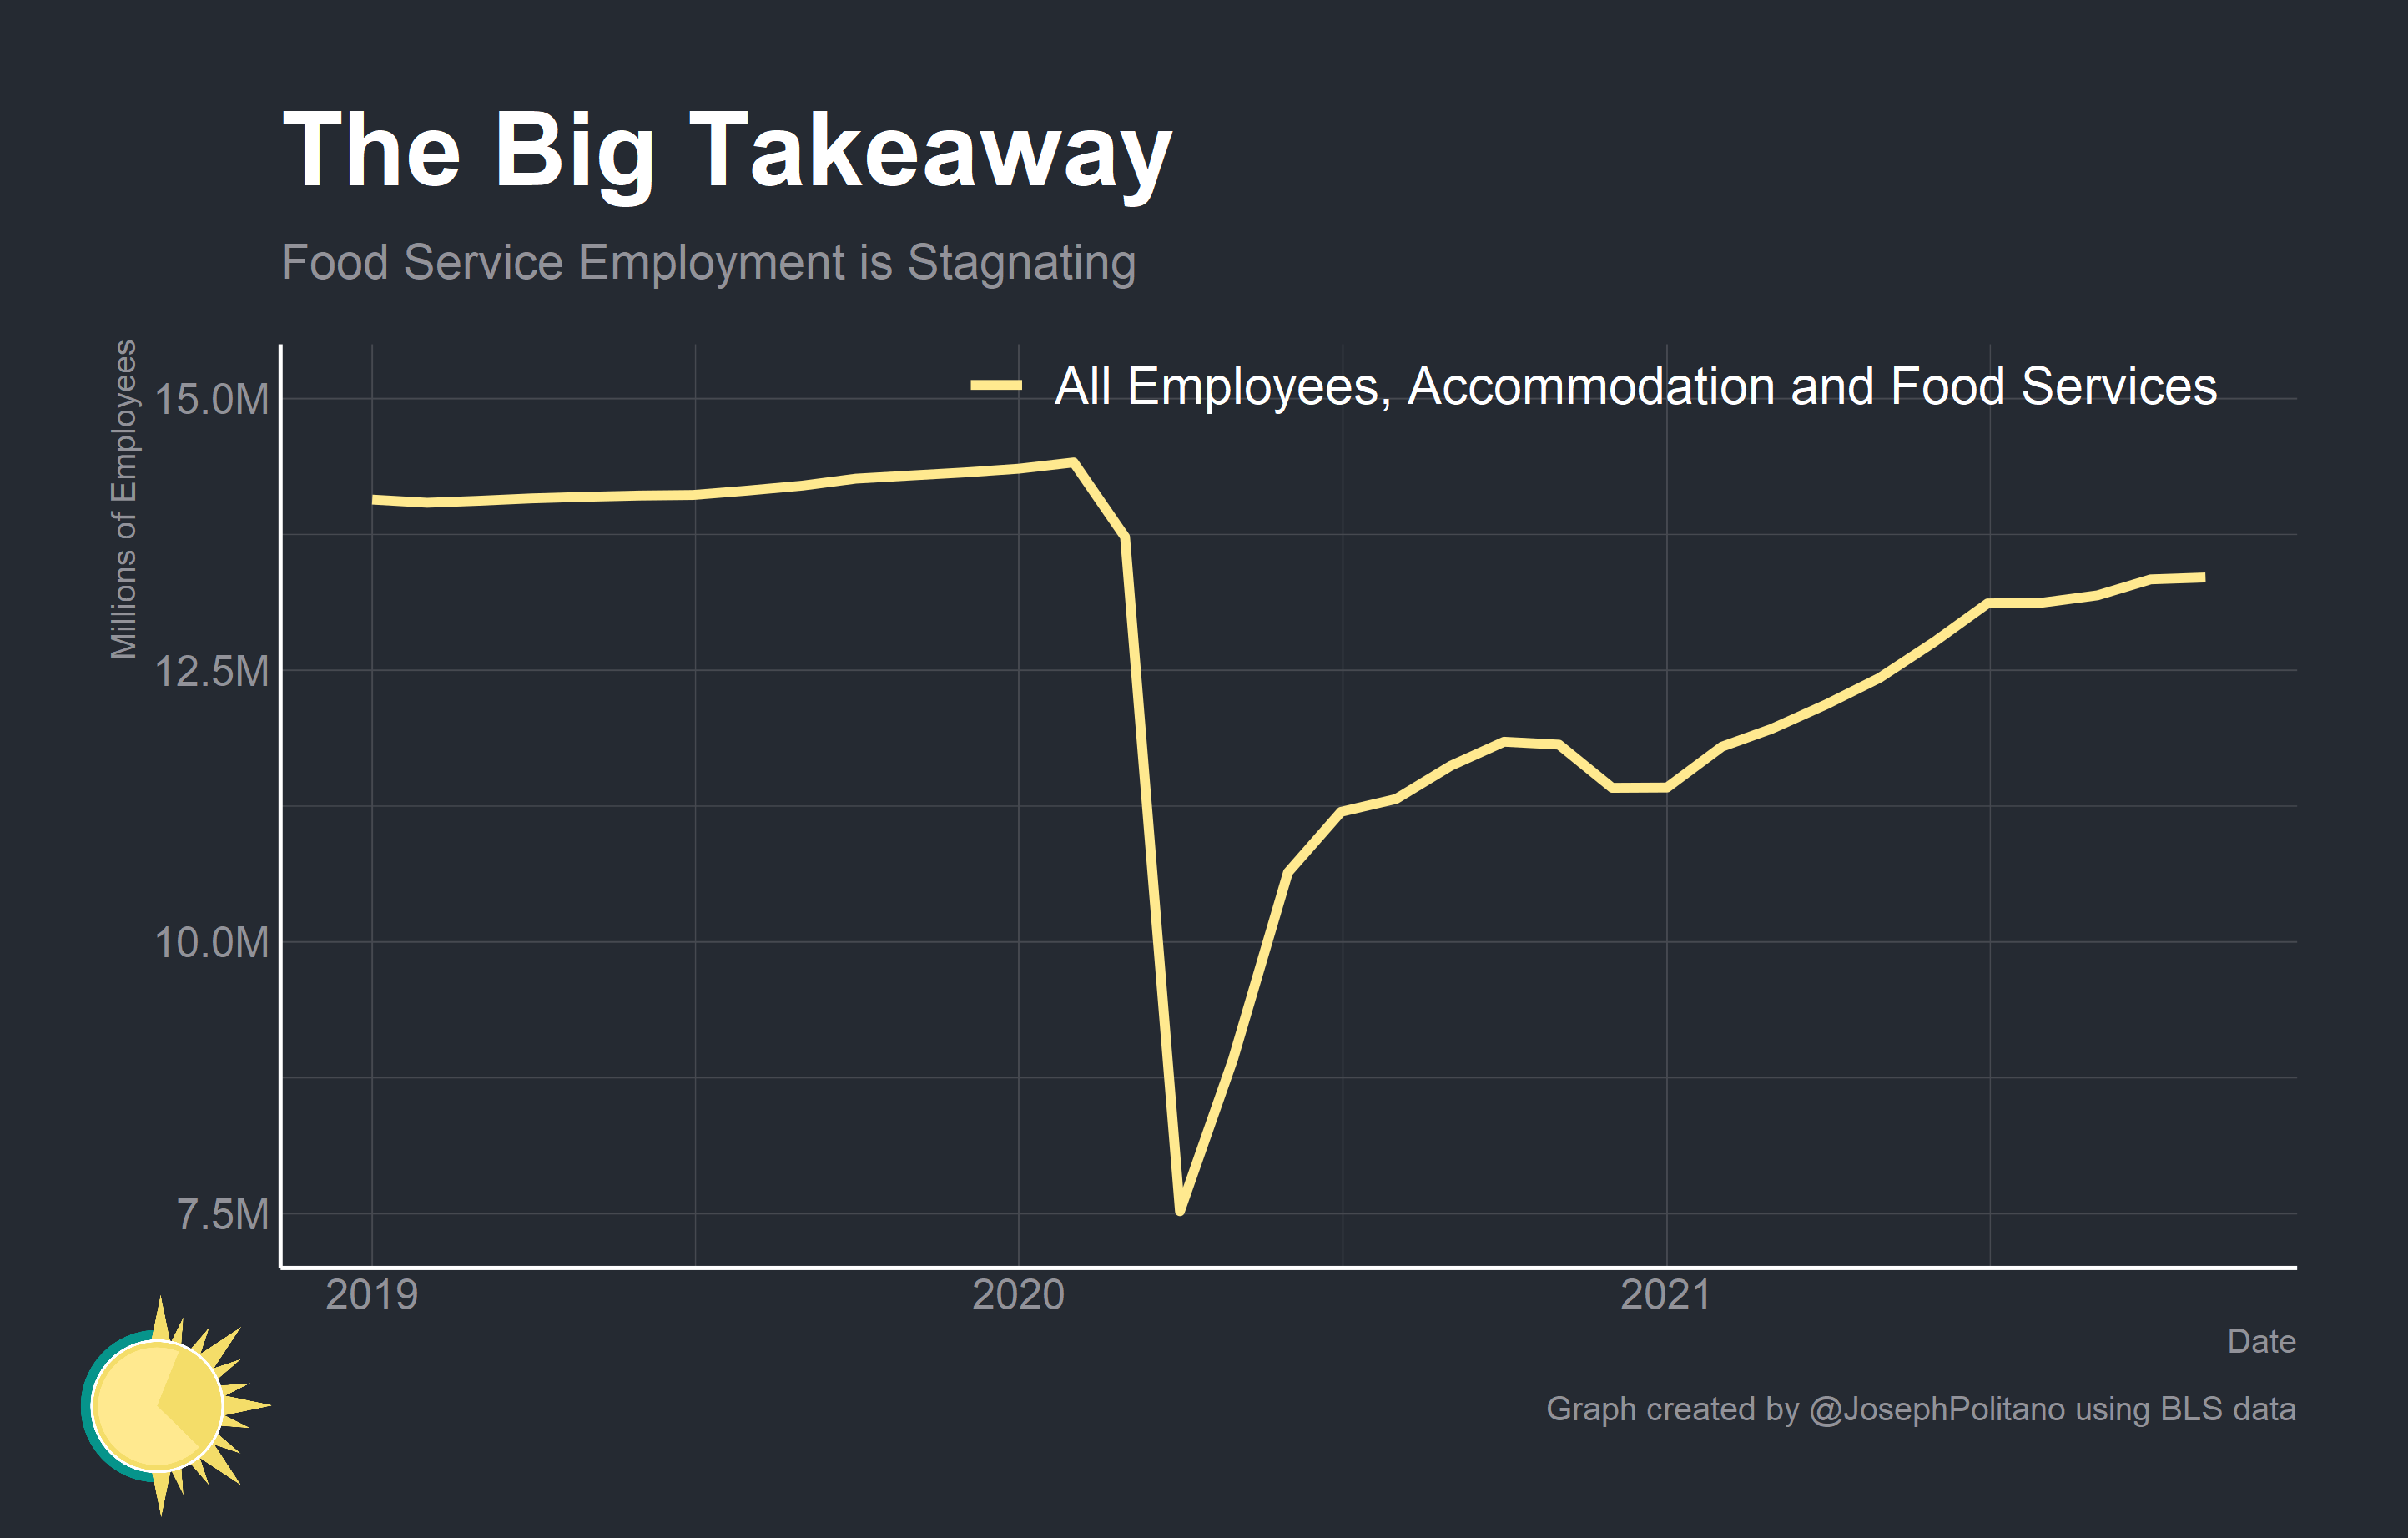 The Big Takeaway
Food Service Employment is Stagnating
Millions of Employees
All Employees, Accommodation and Food Services
15.0M
12.5M
10.0M
7.5M
2019
2020
2021
Date
Graph created by @JosephPolitano using BLS data